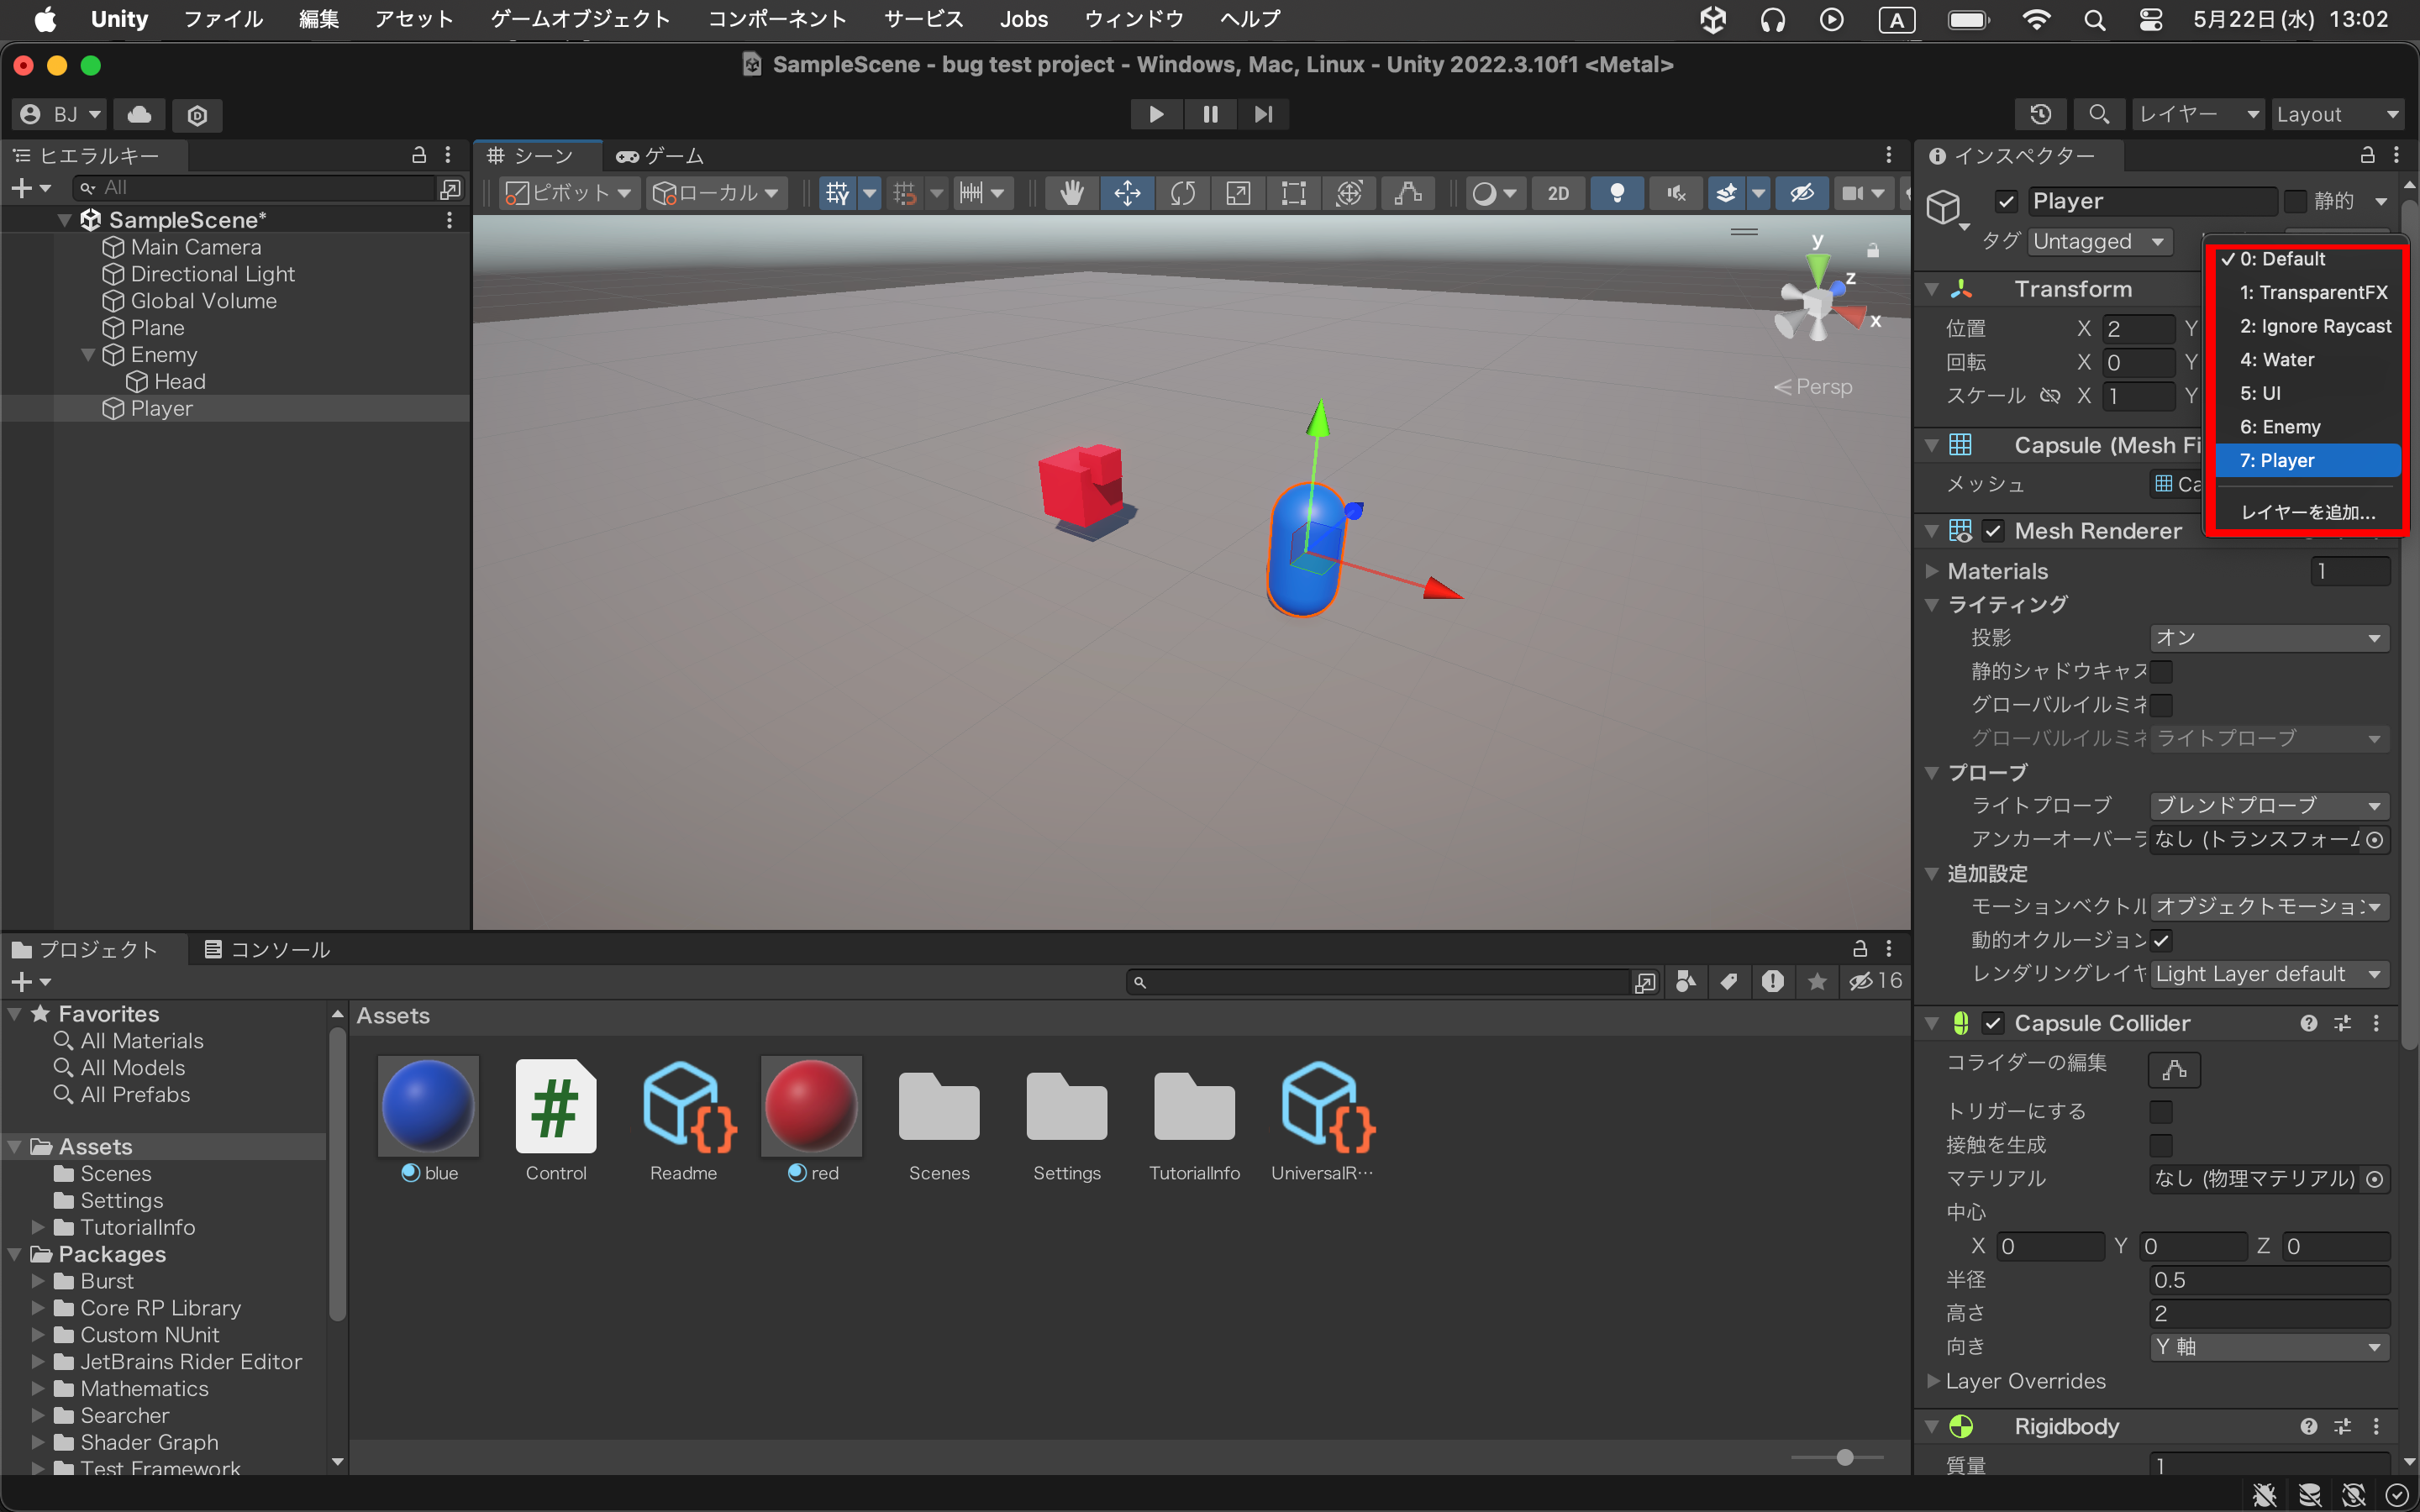 Unity ファイル 編集 アセット ゲームオブジェクト コンポーネント サービス Jobs ウィンドウ ヘルプ A 5月22日(水) 13:02
SampleScene - bug test project - Windows, Mac, Linux - Unity 2022.3.10f1 <Metal>
BJ レイヤー Layout
ヒエラルキー
All
SampleScene*
Main Camera
Directional Light
Global Volume
Plane
Enemy
Head
Player
シーン ゲーム
ピボット ローカル 2D
y
z
x
Persp
インスペクター
Player 静的
タグ Untagged
0: Default
1: TransparentFX
2: Ignore Raycast
4: Water
5: UI
6: Enemy
7: Player
レイヤーを追加...
Transform
位置 X 2 Y
回転 X 0 Y
スケール X 1 Y
Capsule (Mesh Fi
メッシュ Ca
Mesh Renderer
Materials 1
ライティング
投影 オン
静的シャドウキャス
グローバルイルミネ
グローバルイルミネ ライトプローブ
プローブ
ライトプローブ ブレンドプローブ
アンカーオーバーラ なし (トランスフォーム
追加設定
モーションベクトル オブジェクトモーション
動的オクルージョン
レンダリングレイヤ Light Layer default
Capsule Collider
コライダーの編集
トリガーにする
接触を生成
マテリアル なし (物理マテリアル)
中心
X 0 Y 0 Z 0
半径 0.5
高さ 2
向き Y 軸
Layer Overrides
Rigidbody
質量 1
プロジェクト コンソール
16
Favorites
All Materials
All Models
All Prefabs
Assets
Scenes
Settings
TutorialInfo
Packages
Burst
Core RP Library
Custom NUnit
JetBrains Rider Editor
Mathematics
Searcher
Shader Graph
Test Framework
Assets
blue Control Readme red Scenes Settings TutorialInfo UniversalR…